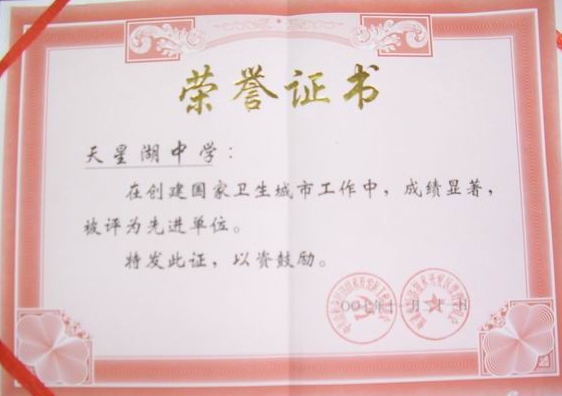 荣誉证书
天星湖中学:
在创建国家卫生城市工作中,成绩显著,
被评为先进单位。
特发此证,以资鼓励。